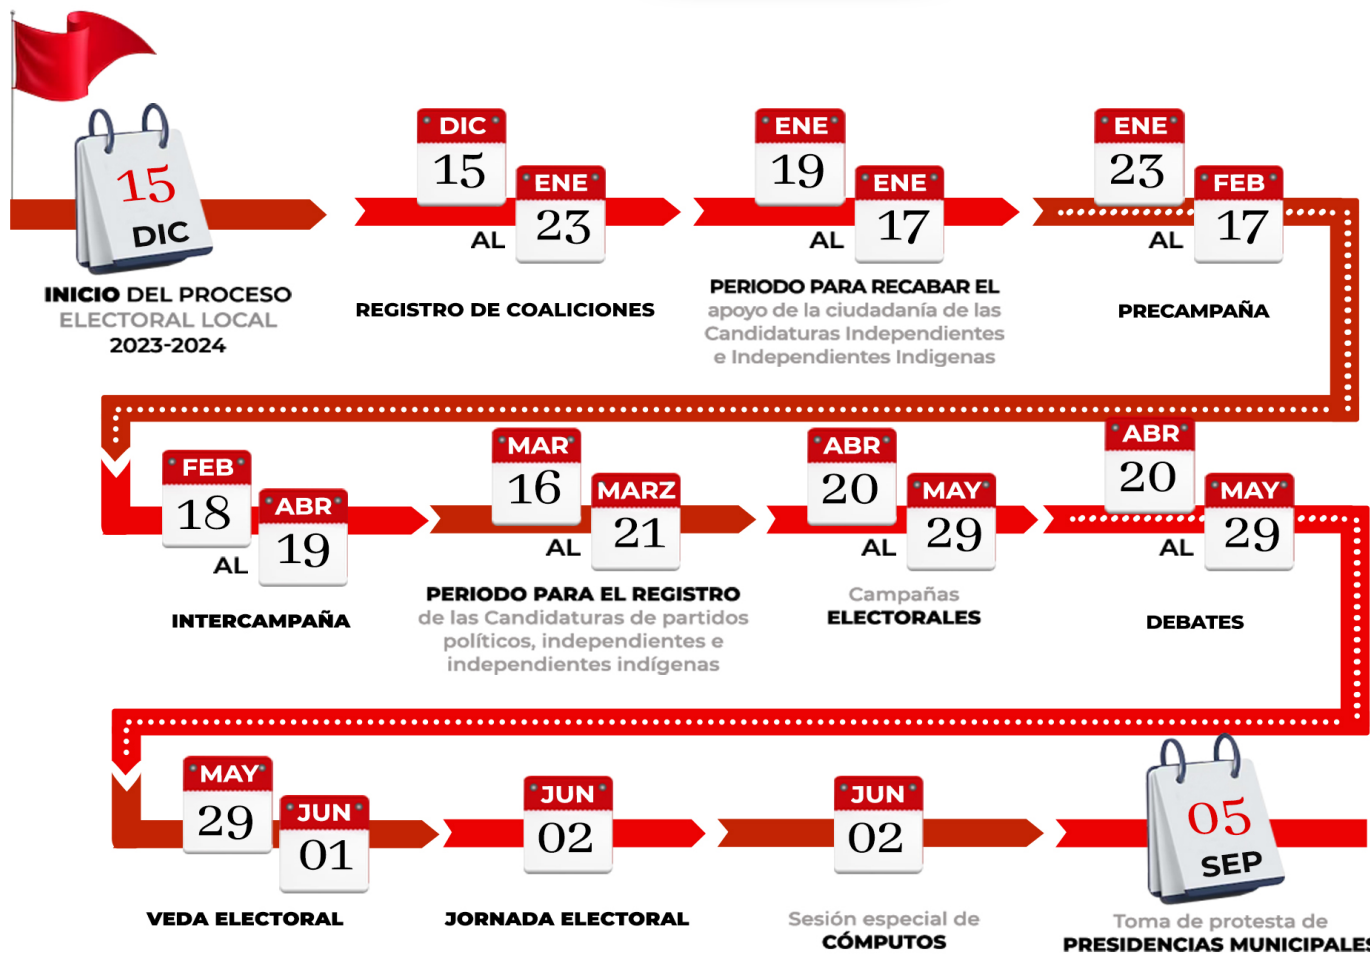 15
DIC
INICIO DEL PROCESO
ELECTORAL LOCAL
2023-2024
DIC
15
AL
ENE
23
REGISTRO DE COALICIONES
ENE
19
AL
ENE
17
PERIODO PARA RECABAR EL
apoyo de la ciudadanía de las
Candidaturas Independientes
e Independientes Indigenas
ENE
23
AL
FEB
17
PRECAMPAÑA
FEB
18
AL
ABR
19
INTERCAMPAÑA
MAR
16
AL
MARZ
21
PERIODO PARA EL REGISTRO
de las Candidaturas de partidos
políticos, independientes e
independientes indígenas
ABR
20
AL
MAY
29
Campañas
ELECTORALES
ABR
20
AL
MAY
29
DEBATES
MAY
29
JUN
01
VEDA ELECTORAL
JUN
02
JORNADA ELECTORAL
JUN
02
Sesión especial de
CÓMPUTOS
05
SEP
Toma de protesta de
PRESIDENCIAS MUNICIPALES